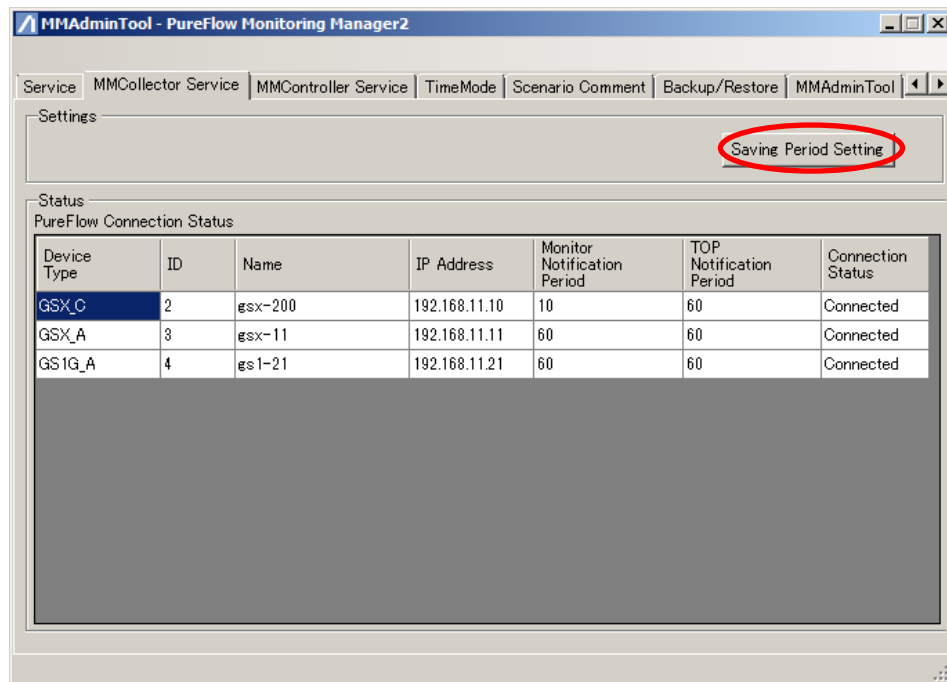 MMAdminTool - PureFlow Monitoring Manager2
Service MMCollector Service MMController Service TimeMode Scenario Comment Backup/Restore MMAdminTool
Settings
Saving Period Setting
Status
PureFlow Connection Status
Device Type ID Name IP Address Monitor Notification Period TOP Notification Period Connection Status
GSX_C 2 gsx-200 192.168.11.10 10 60 Connected
GSX_A 3 gsx-11 192.168.11.11 60 60 Connected
GS1G_A 4 gs1-21 192.168.11.21 60 60 Connected